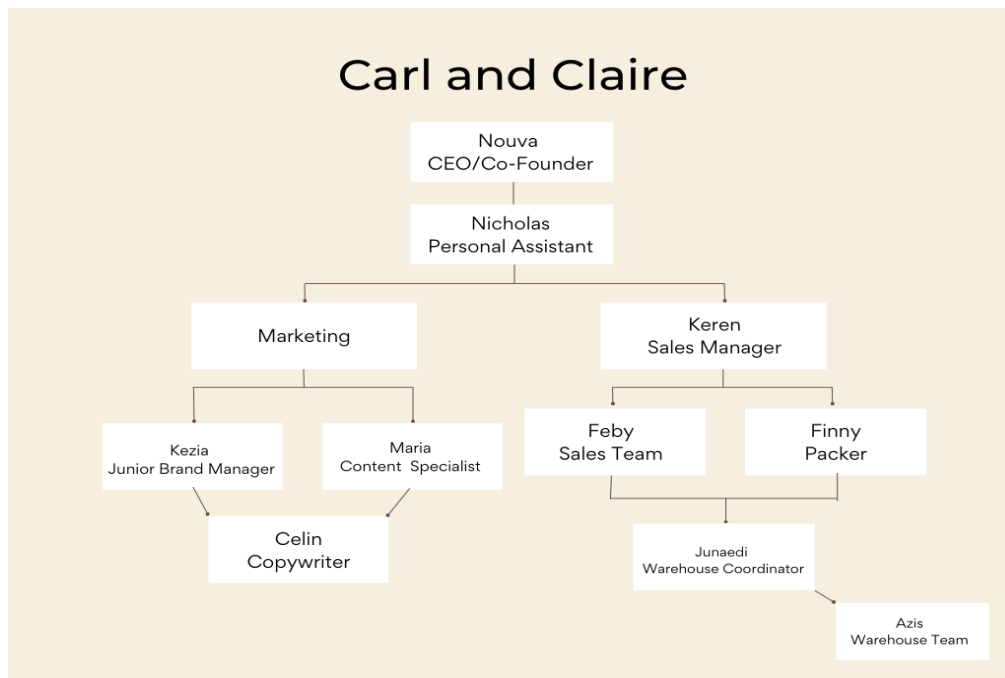 Carl and Claire
Nouva
CEO/Co-Founder
Nicholas
Personal Assistant
Marketing
Keren
Sales Manager
Kezia
Junior Brand Manager
Maria
Content Specialist
Feby
Sales Team
Finny
Packer
Celin
Copywriter
Junaedi
Warehouse Coordinator
Azis
Warehouse Team